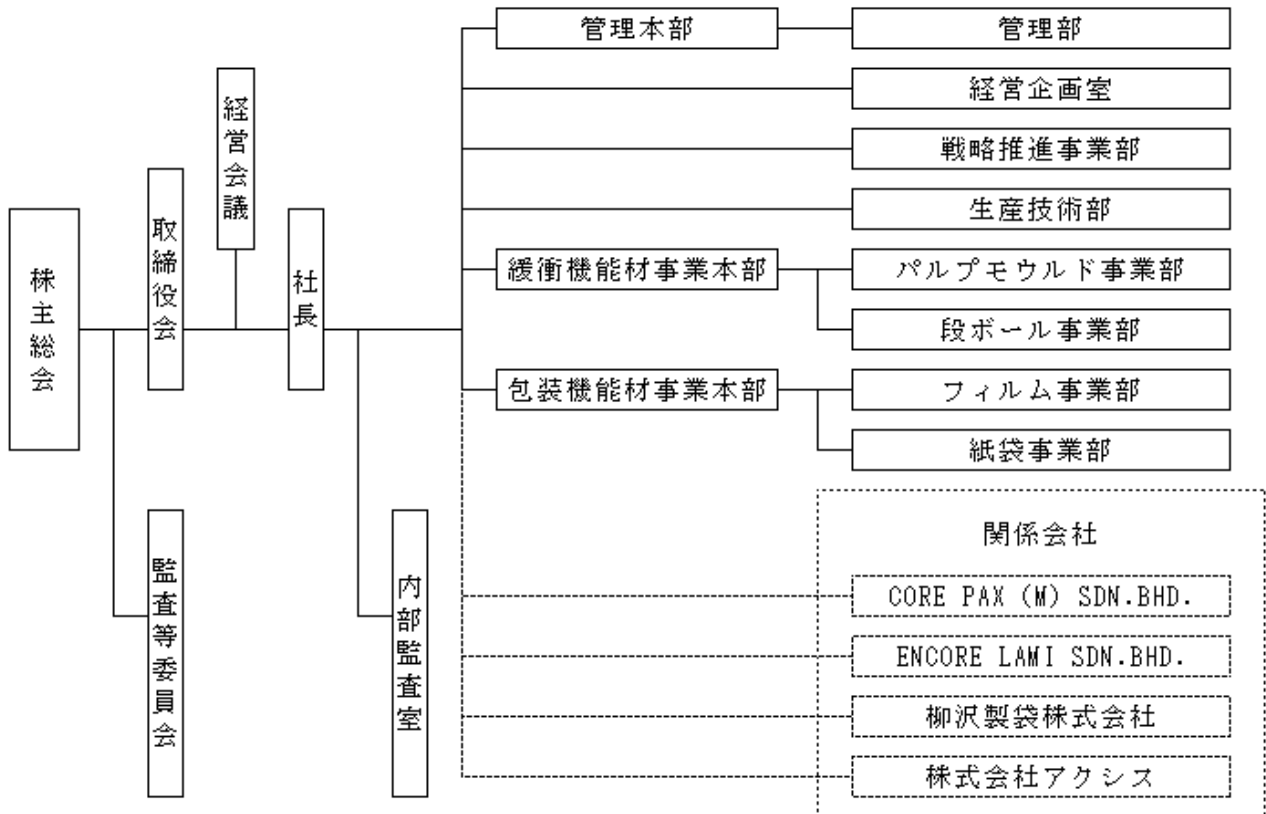 株主総会
取締役会
監査等委員会
経営会議
社長
内部監査室
管理本部
管理部
経営企画室
戦略推進事業部
生産技術部
緩衝機能材事業本部
パルプモウルド事業部
段ボール事業部
包装機能材事業本部
フィルム事業部
紙袋事業部
関係会社
CORE PAX (M) SDN.BHD.
ENCORE LAMI SDN.BHD.
柳沢製袋株式会社
株式会社アクシス